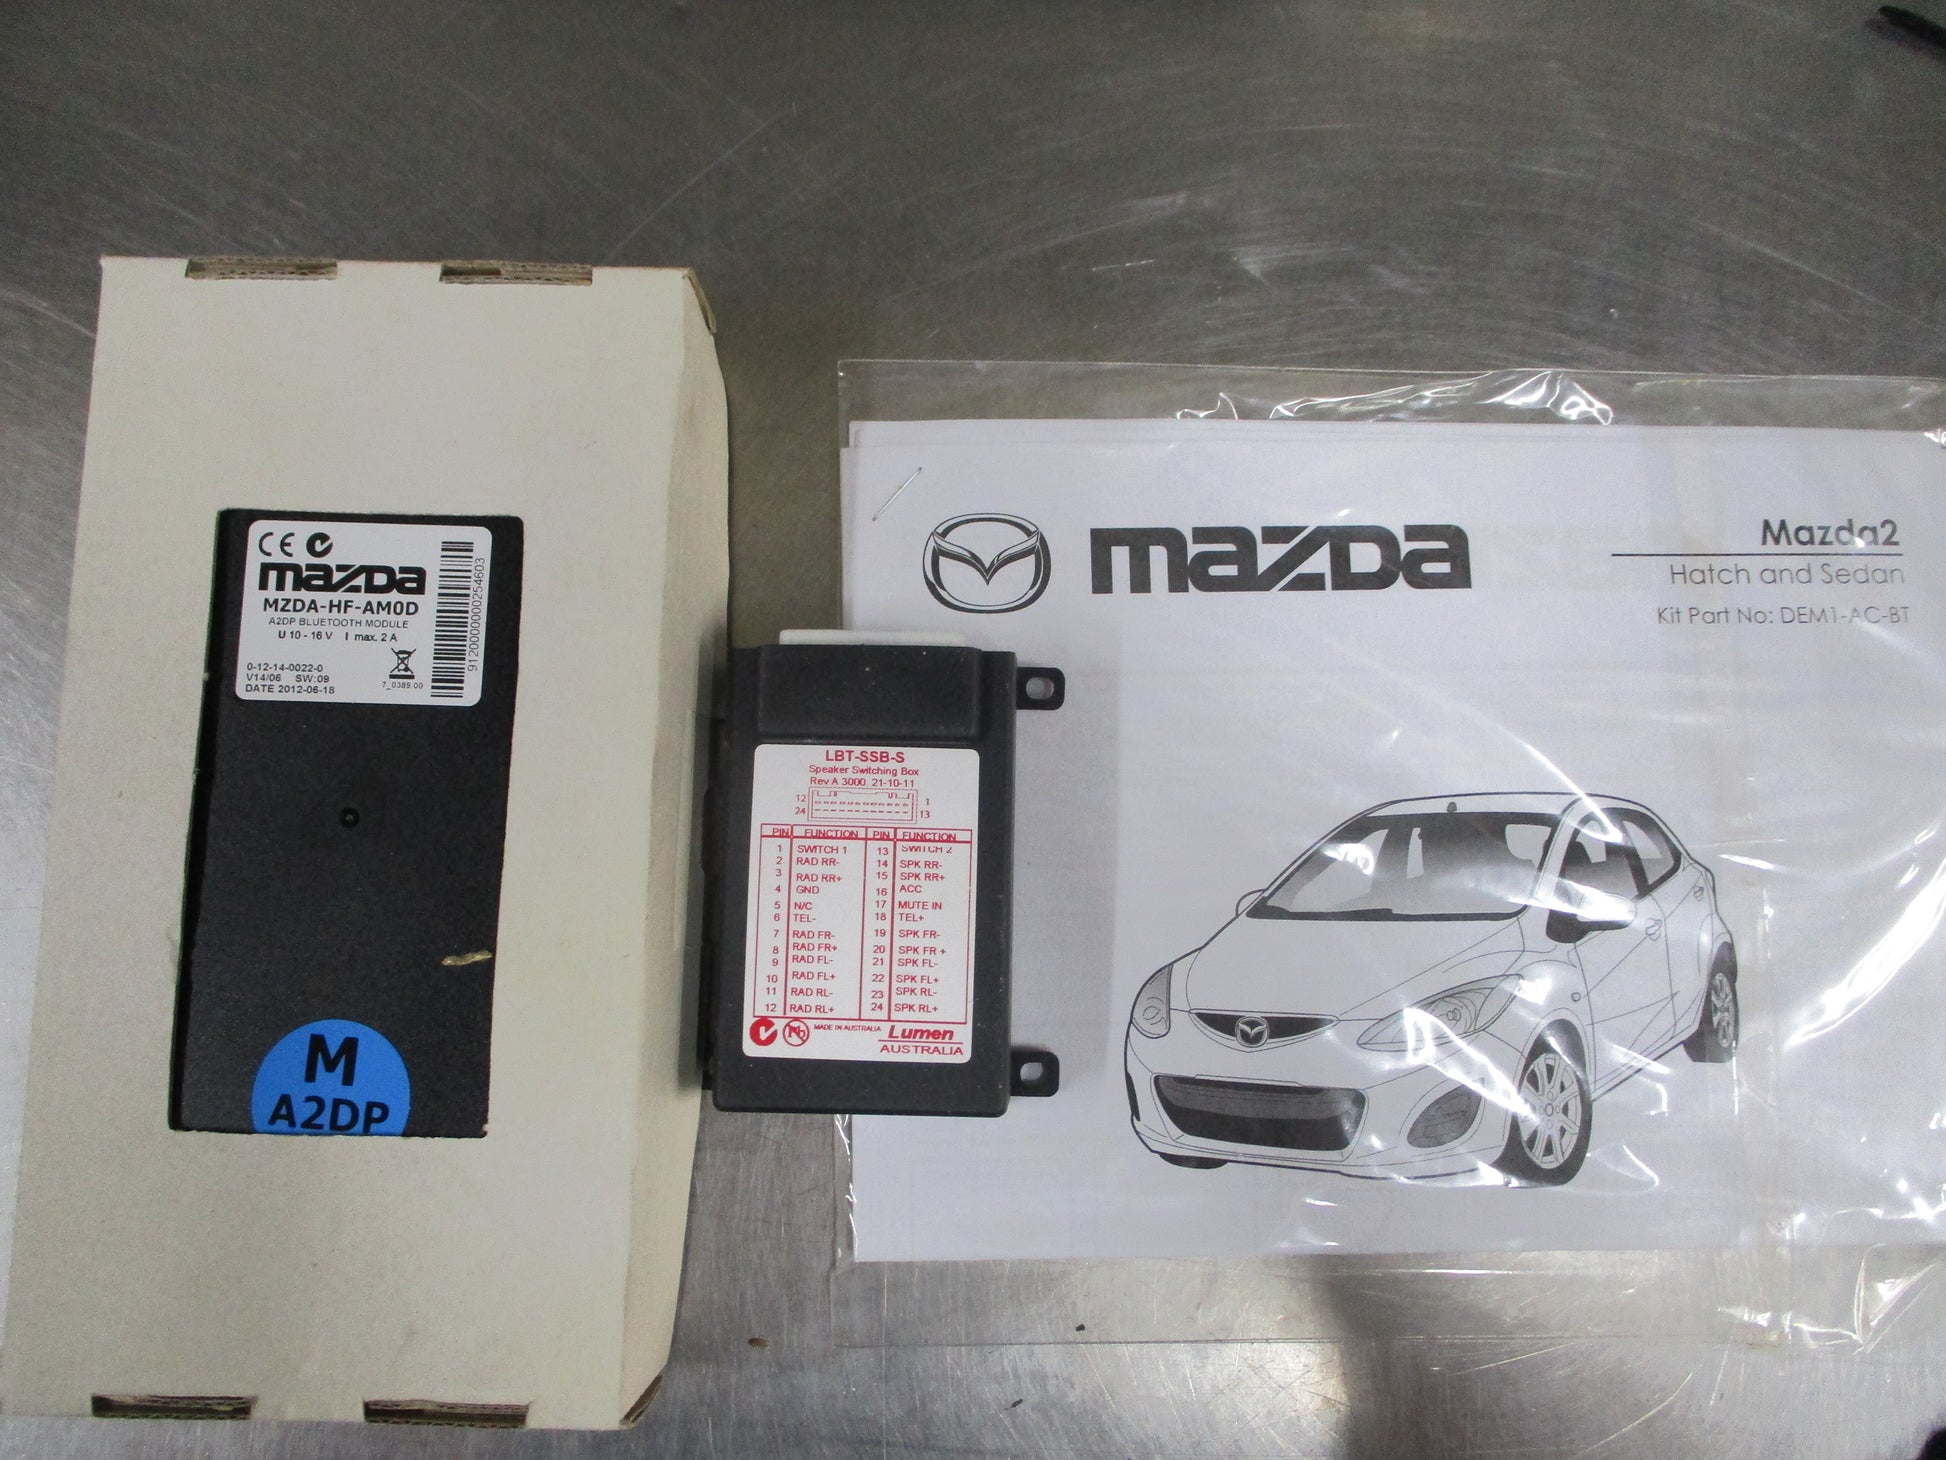 CE
mazDa
MZDA-HF-AM0D
A2DP BLUETOOTH MODULE
U 10 - 16 V I max. 2 A
0-12-14-0022-0
V14/06 SW:09
DATE 2012-06-18
7_0389.00
9120000000254603
M
A2DP
LBT-SSB-S
Speaker Switching Box
Rev A 3000. 21-10-11
12 1
24 13
PIN FUNCTION PIN FUNCTION
1 SWITCH 1 13 SWITCH 2
2 RAD RR- 14 SPK RR-
3 RAD RR+ 15 SPK RR+
4 GND 16 ACC
5 N/C 17 MUTE IN
6 TEL- 18 TEL+
7 RAD FR- 19 SPK FR-
8 RAD FR+ 20 SPK FR +
9 RAD FL- 21 SPK FL-
10 RAD FL+ 22 SPK FL+
11 RAD RL- 23 SPK RL-
12 RAD RL+ 24 SPK RL+
Pb MADE IN AUSTRALIA Lumen
AUSTRALIA
mazDa
Mazda2
Hatch and Sedan
Kit Part No: DEM1-AC-BT